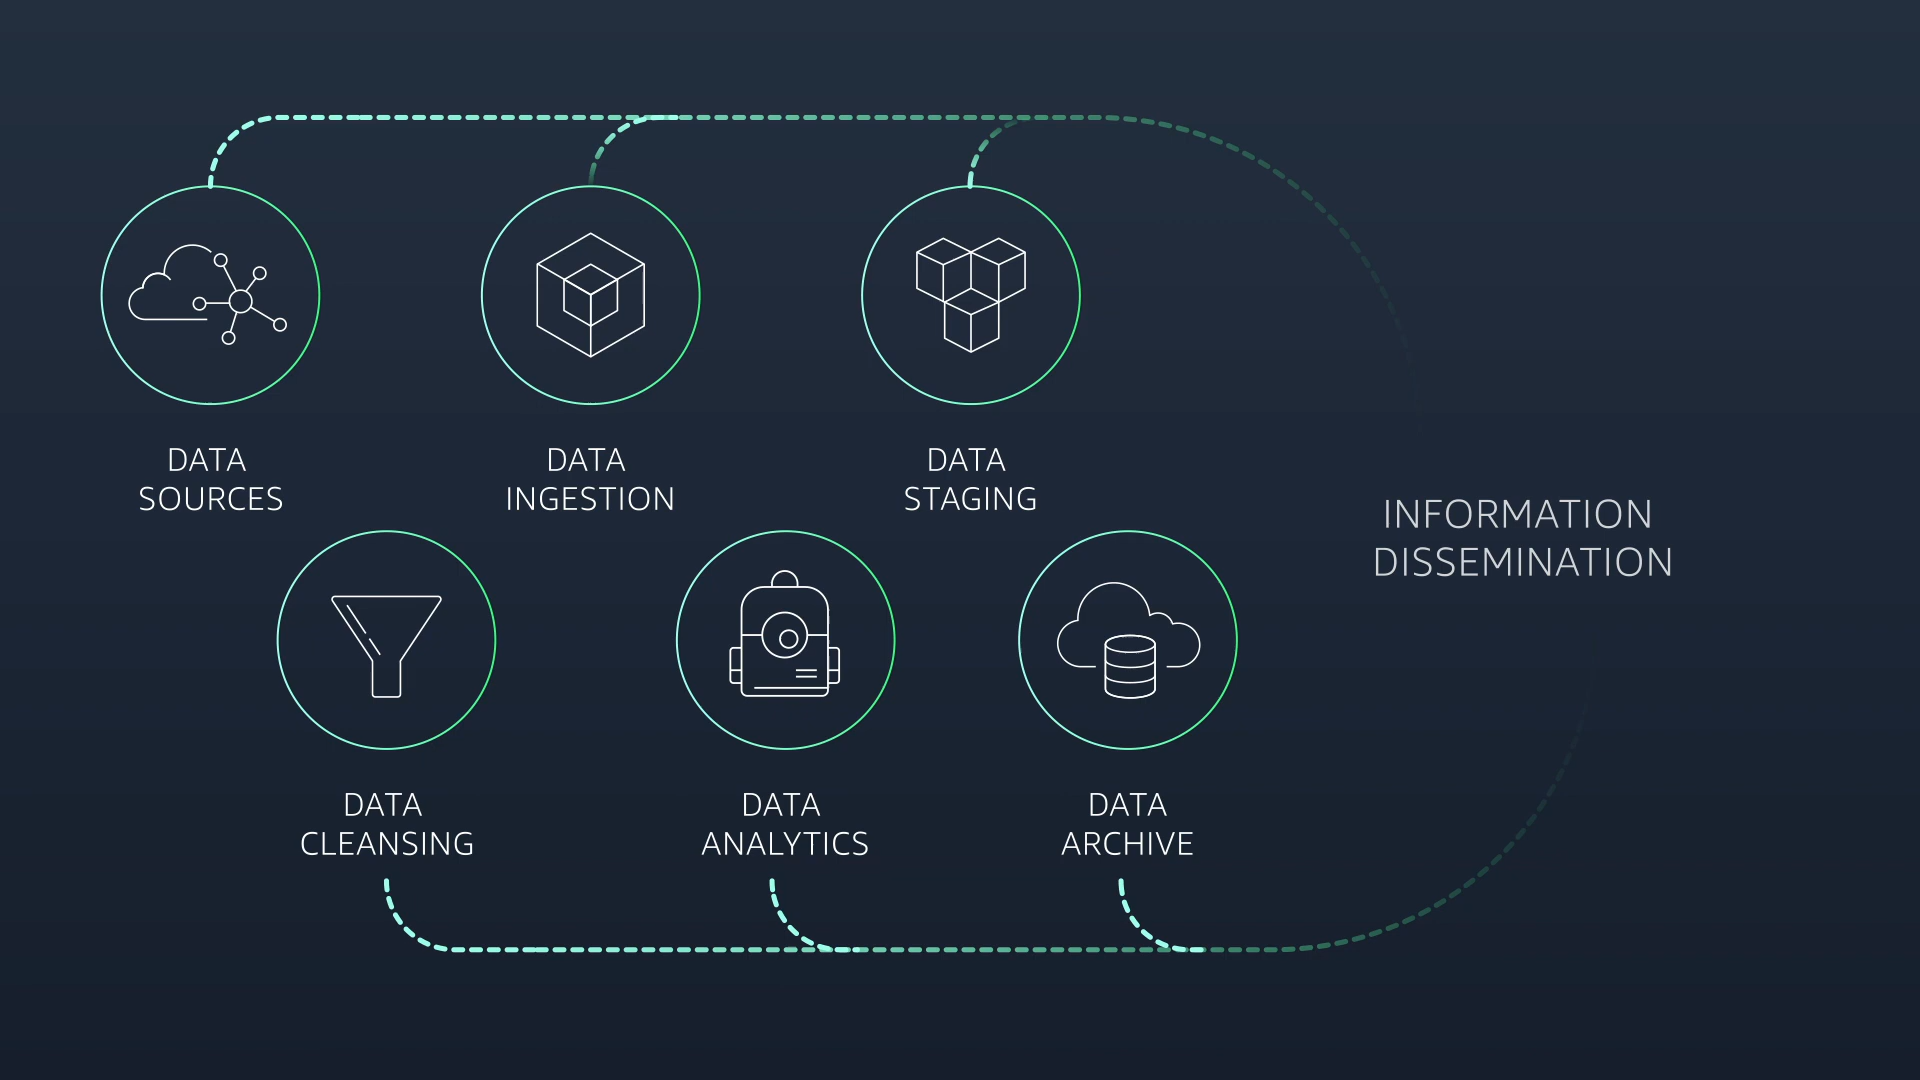 DATA
SOURCES
DATA
INGESTION
DATA
STAGING
INFORMATION
DISSEMINATION
DATA
CLEANSING
DATA
ANALYTICS
DATA
ARCHIVE